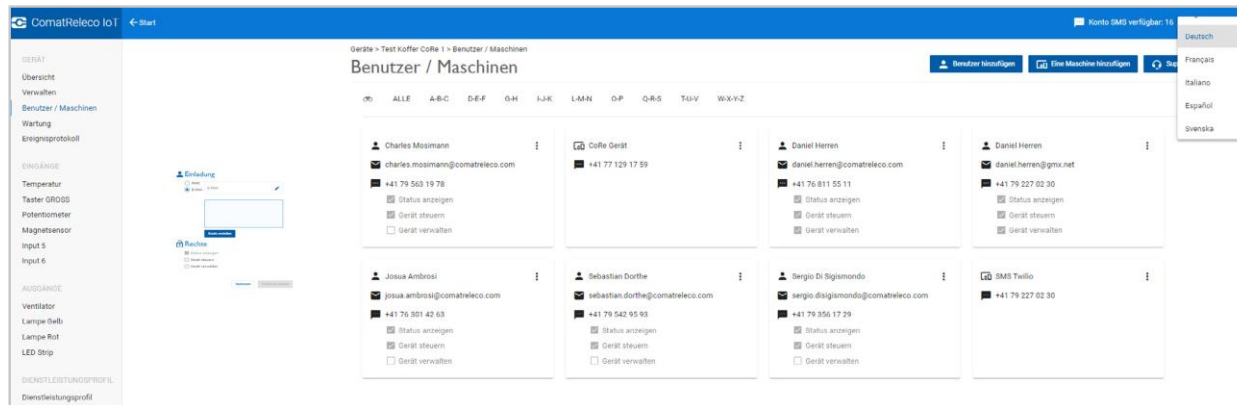 ComatReleco IoT
Start
Konto SMS verfügbar: 16
Deutsch
Français
Italiano
Español
Svenska
GERÄT
Übersicht
Verwalten
Benutzer / Maschinen
Wartung
Ereignisprotokoll
EINGÄNGE
Temperatur
Taster GROSS
Potentiometer
Magnetsensor
Input 5
Input 6
AUSGÄNGE
Ventilator
Lampe Gelb
Lampe Rot
LED Strip
DIENSTLEISTUNGSPROFIL
Dienstleistungsprofil
Einladung
Rechte
Geräte > Test Koffer CoRe 1 > Benutzer / Maschinen
Benutzer / Maschinen
Benutzer hinzufügen
Eine Maschine hinzufügen
ALLE A-B-C D-E-F G-H I-J-K L-M-N O-P Q-R-S T-U-V W-X-Y-Z
Charles Mosimann
charles.mosimann@comatreleco.com
+41 79 563 19 78
Status anzeigen
Gerät steuern
Gerät verwalten
CoRe Gerät
+41 77 129 17 59
Daniel Herren
daniel.herren@comatreleco.com
+41 76 811 55 11
Status anzeigen
Gerät steuern
Gerät verwalten
Daniel Herren
daniel.herren@gmx.net
+41 79 227 02 30
Status anzeigen
Gerät steuern
Gerät verwalten
Josua Ambrosi
josua.ambrosi@comatreleco.com
+41 76 301 42 63
Status anzeigen
Gerät steuern
Gerät verwalten
Sebastian Dorthe
sebastian.dorthe@comatreleco.com
+41 79 542 95 93
Status anzeigen
Gerät steuern
Gerät verwalten
Sergio Di Sigismondo
sergio.disigismondo@comatreleco.com
+41 79 356 17 29
Status anzeigen
Gerät steuern
Gerät verwalten
SMS Twilio
+41 79 227 02 30